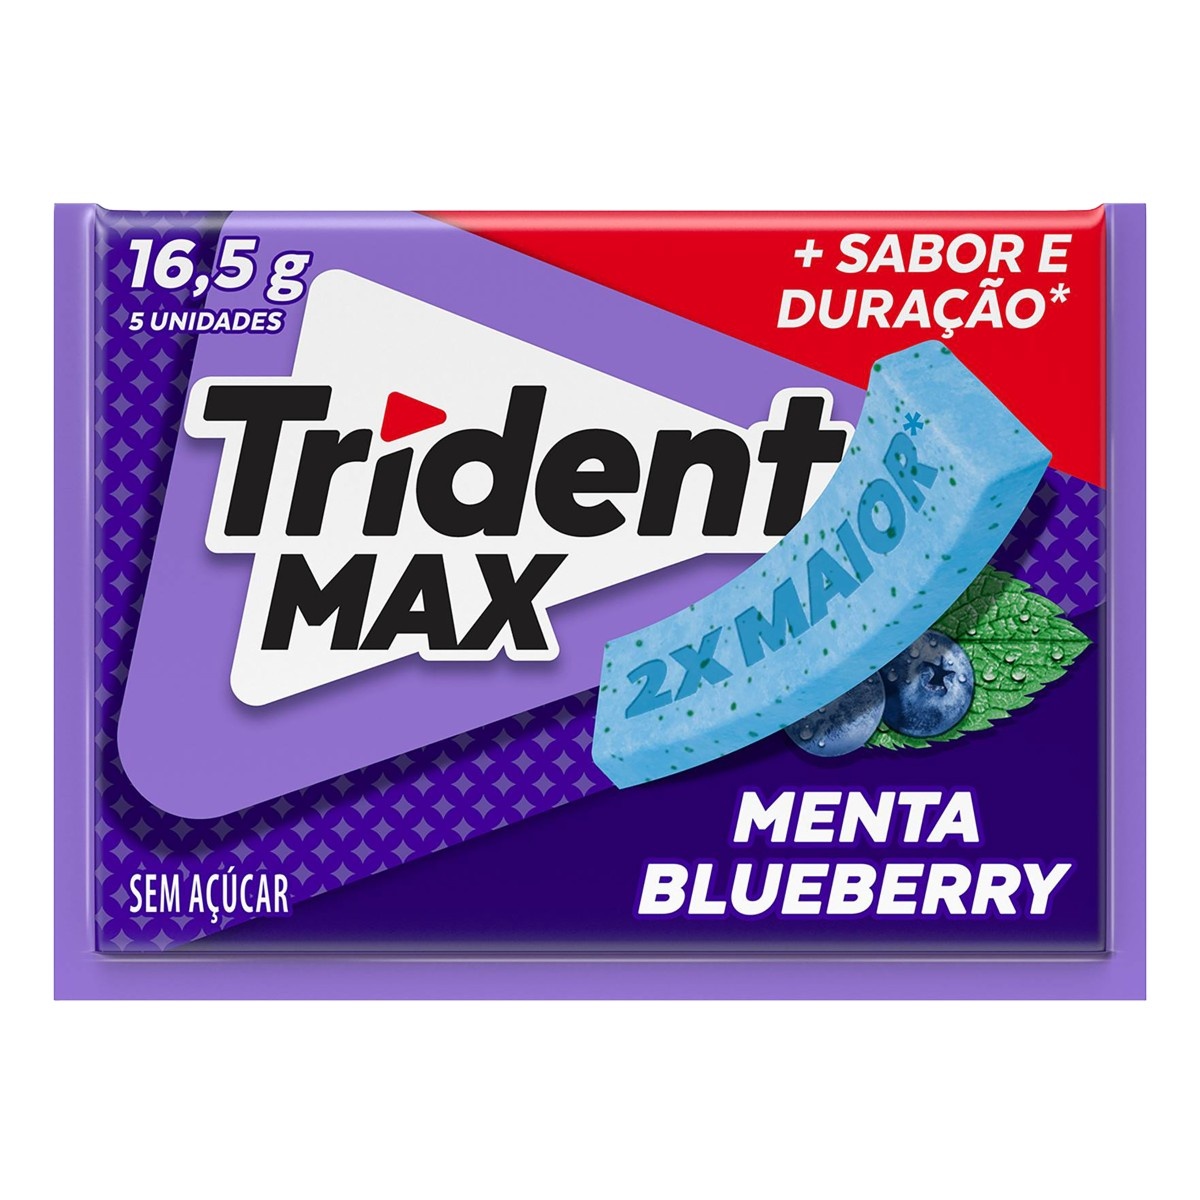 16,5 g
5 UNIDADES
+ SABOR E
DURAÇÃO*
Trident
MAX
2X MAIOR*
MENTA
BLUEBERRY
SEM AÇÚCAR